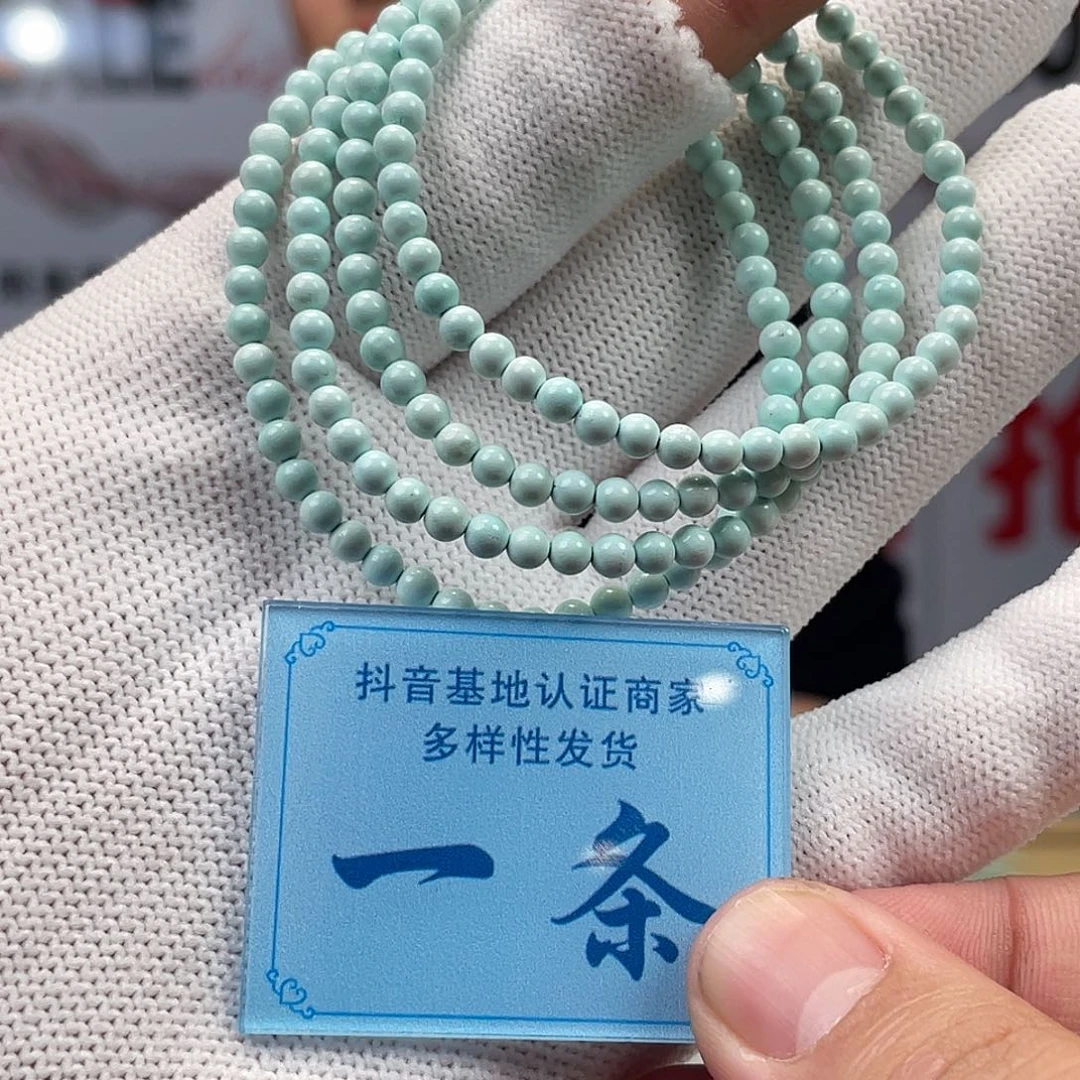 抖音基地认证商家
多样性发货
一条